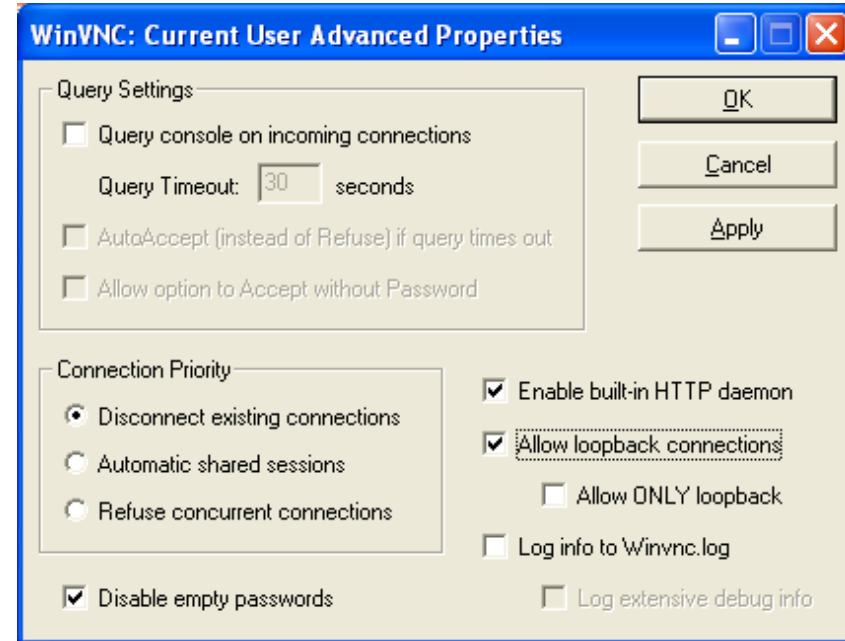 WinVNC: Current User Advanced Properties
Query Settings
Query console on incoming connections
Query Timeout: 30 seconds
AutoAccept (instead of Refuse) if query times out
Allow option to Accept without Password
OK
Cancel
Apply
Connection Priority
Disconnect existing connections
Automatic shared sessions
Refuse concurrent connections
Disable empty passwords
Enable built-in HTTP daemon
Allow loopback connections
Allow ONLY loopback
Log info to Winvnc.log
Log extensive debug info